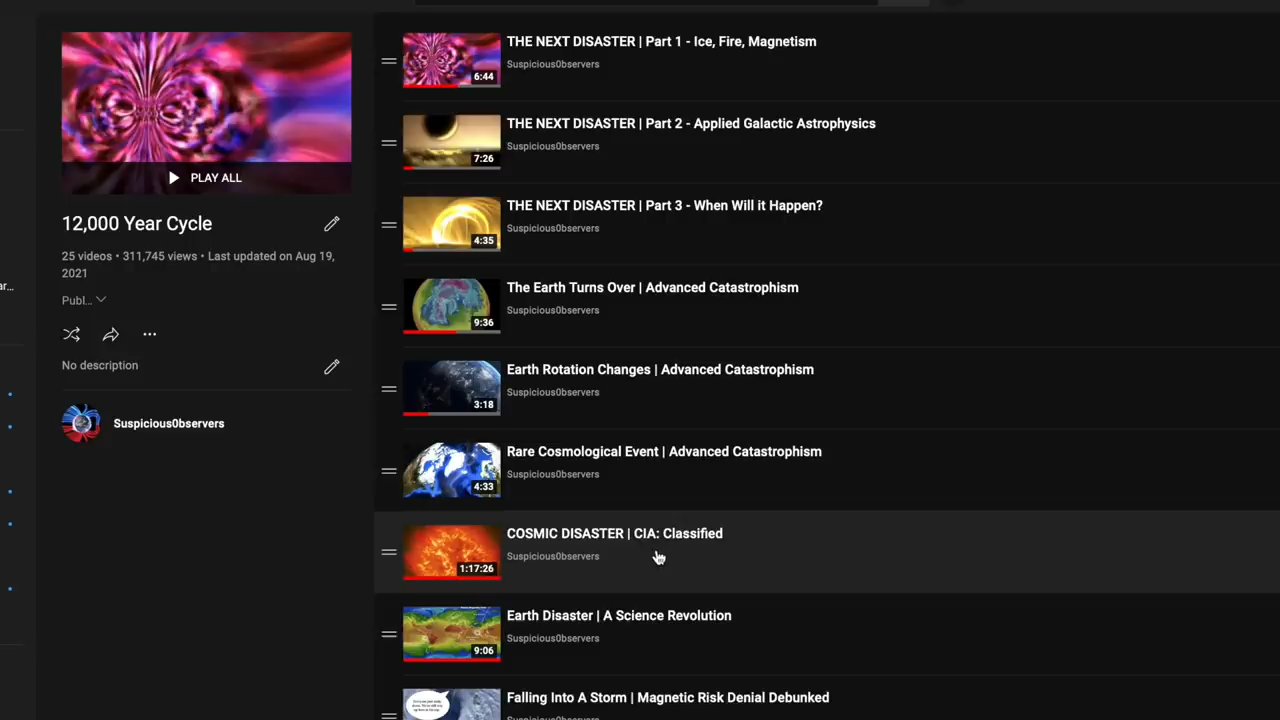 PLAY ALL
12,000 Year Cycle
25 videos • 311,745 views • Last updated on Aug 19,
2021
Publ...
No description
Suspicious0bservers
THE NEXT DISASTER | Part 1 - Ice, Fire, Magnetism
Suspicious0bservers
6:44
THE NEXT DISASTER | Part 2 - Applied Galactic Astrophysics
Suspicious0bservers
7:26
THE NEXT DISASTER | Part 3 - When Will it Happen?
Suspicious0bservers
4:35
The Earth Turns Over | Advanced Catastrophism
Suspicious0bservers
9:36
Earth Rotation Changes | Advanced Catastrophism
Suspicious0bservers
3:18
Rare Cosmological Event | Advanced Catastrophism
Suspicious0bservers
4:33
COSMIC DISASTER | CIA: Classified
Suspicious0bservers
1:17:26
Earth Disaster | A Science Revolution
Suspicious0bservers
9:06
Falling Into A Storm | Magnetic Risk Denial Debunked